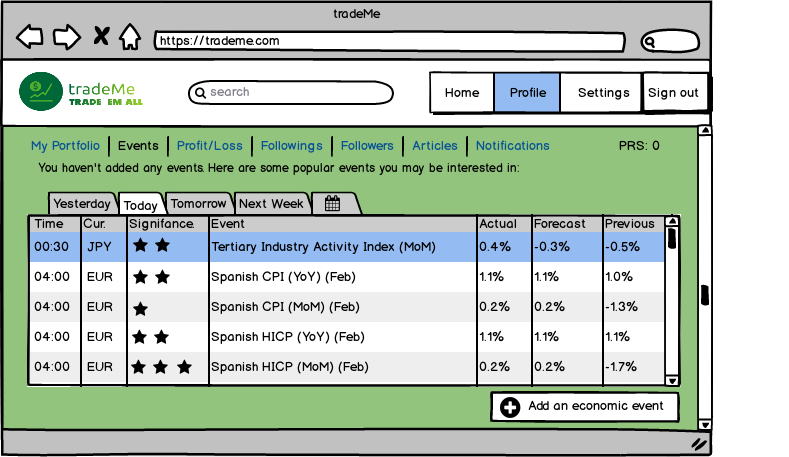 tradeMe
https://trademe.com
tradeMe
TRADE EM ALL
search
Home Profile Settings Sign out
My Portfolio Events Profit/Loss Followings Followers Articles Notifications PRS: 0
You haven't added any events. Here are some popular events you may be interested in:
Yesterday Today Tomorrow Next Week
Time Cur. Signifance. Event Actual Forecast Previous
00:30 JPY Tertiary Industry Activity Index (MoM) 0.4% -0.3% -0.5%
04:00 EUR Spanish CPI (YoY) (Feb) 1.1% 1.1% 1.0%
04:00 EUR Spanish CPI (MoM) (Feb) 0.2% 0.2% -1.3%
04:00 EUR Spanish HICP (YoY) (Feb) 1.1% 1.1% 1.1%
04:00 EUR Spanish HICP (MoM) (Feb) 0.2% 0.2% -1.7%
Add an economic event